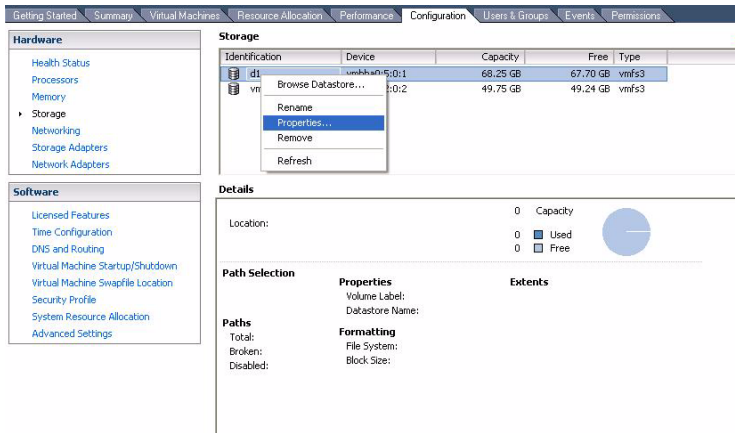 Getting Started Summary Virtual Machines Resource Allocation Performance Configuration Users & Groups Events Permissions
Hardware
Health Status
Processors
Memory
Storage
Networking
Storage Adapters
Network Adapters
Software
Licensed Features
Time Configuration
DNS and Routing
Virtual Machine Startup/Shutdown
Virtual Machine Swapfile Location
Security Profile
System Resource Allocation
Advanced Settings
Storage
Identification Device Capacity Free Type
d1 68.25 GB 67.70 GB vmfs3
49.75 GB 49.24 GB vmfs3
Browse Datastore...
Rename
Properties...
Remove
Refresh
Details
Location:
0 Capacity
0 Used
0 Free
Path Selection
Paths
Total:
Broken:
Disabled:
Properties
Volume Label:
Datastore Name:
Formatting
File System:
Block Size:
Extents